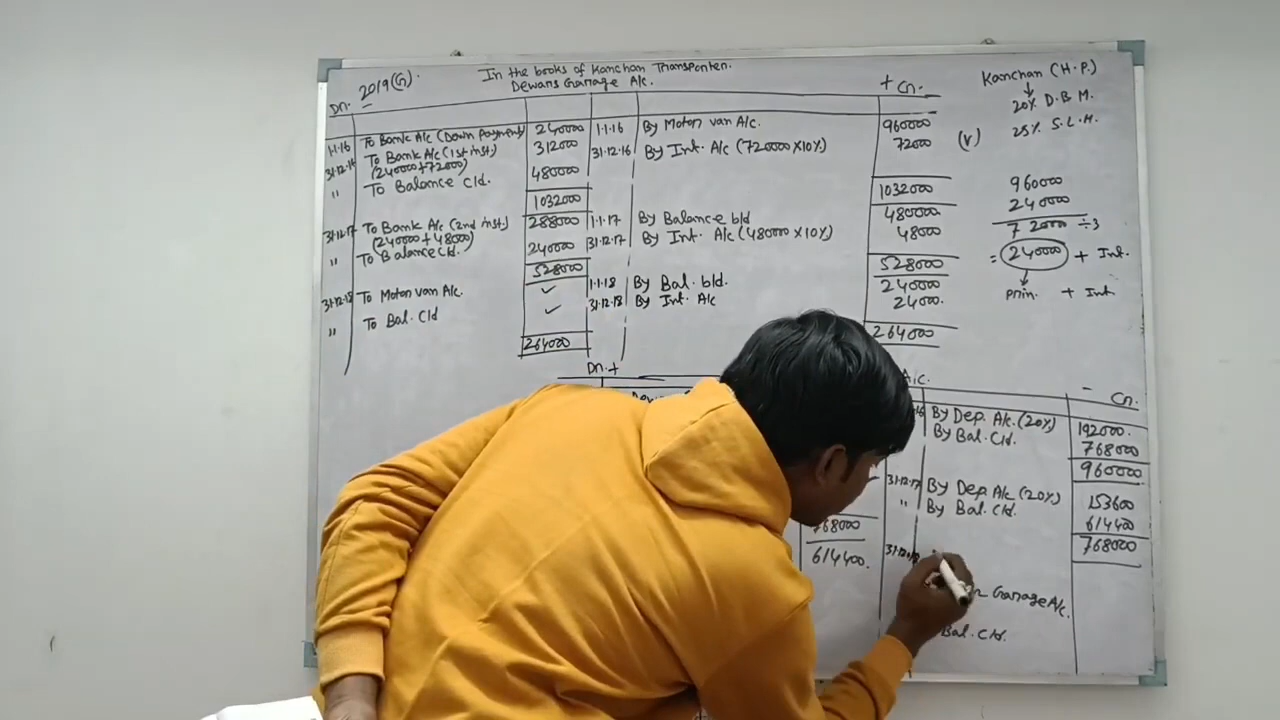 2019(G).
In the books of Kanchan Transporter.
Dewans Garage A/c.
Dr.
+ Cr.
1.1.16 To Bank A/c (Down payment) 240000 1.1.16 By Motor van A/c. 960000
31.12.16 To Bank A/c (1st inst) 312000 31.12.16 By Int. A/c (720000 X10%) 72000
(240000+72000)
" To Balance c/d. 480000
1032000 1032000
31.12.17 To Bank A/c (2nd inst) 288000 1.1.17 By Balance b/d 480000
(240000+48000) 31.12.17 By Int. A/c (480000 X10%) 48000
" To Balance c/d. 240000
528000 528000
31.12.18 To Motor van A/c. ✓ 1.1.18 By Bal. b/d. 240000
" To Bal. c/d ✓ 31.12.18 By Int. A/c 24000.
264000 264000
Kanchan (H.P.)
↓
20% D.B.M.
25% S.L.M.
(v)
960000
240000
72000 ÷3
= 240000 + Int.
↓
prin. + Int
Dr. +
A/c.
- Cr.
By Dep. A/c. (20%) 192000.
By Bal. c/d. 768000
960000
31.12.17 By Dep A/c (20%) 153600
" By Bal. c/d. 614400
768000 768000
614400. 31.12.18
Garage A/c.
Bal. c/d.